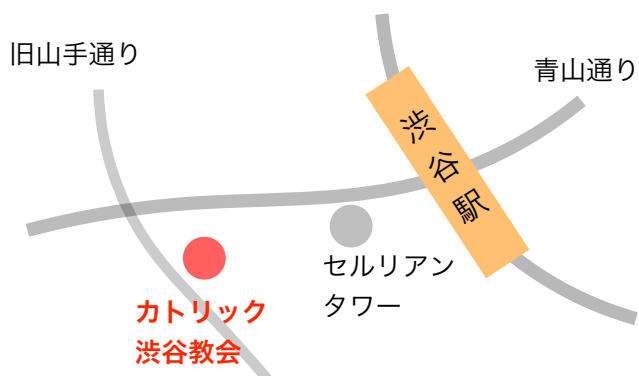 旧山手通り
青山通り
渋谷駅
セルリアン
タワー
カトリック
渋谷教会